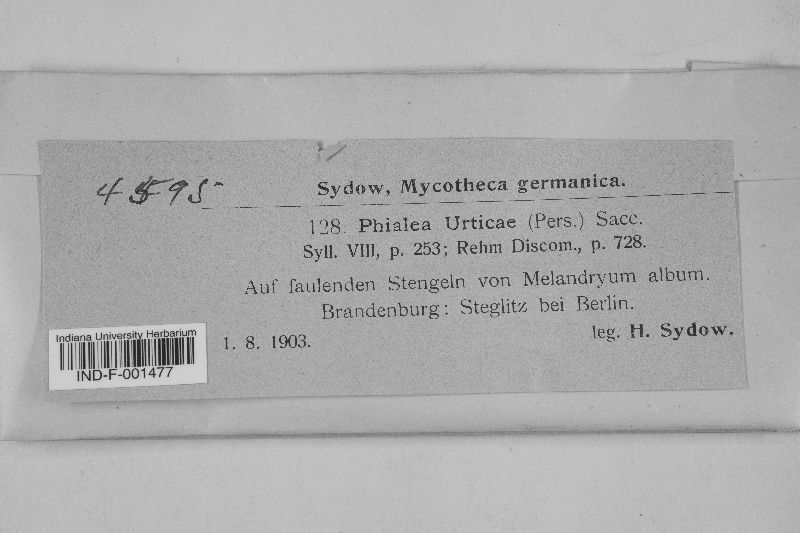 4595
Sydow, Mycotheca germanica.
128. Phialea Urticae (Pers.) Sacc.
Syll. VIII, p. 253; Rehm Discom., p. 728.
Auf faulenden Stengeln von Melandryum album.
Brandenburg: Steglitz bei Berlin.
1. 8. 1903. leg. H. Sydow.
Indiana University Herbarium
IND-F-001477